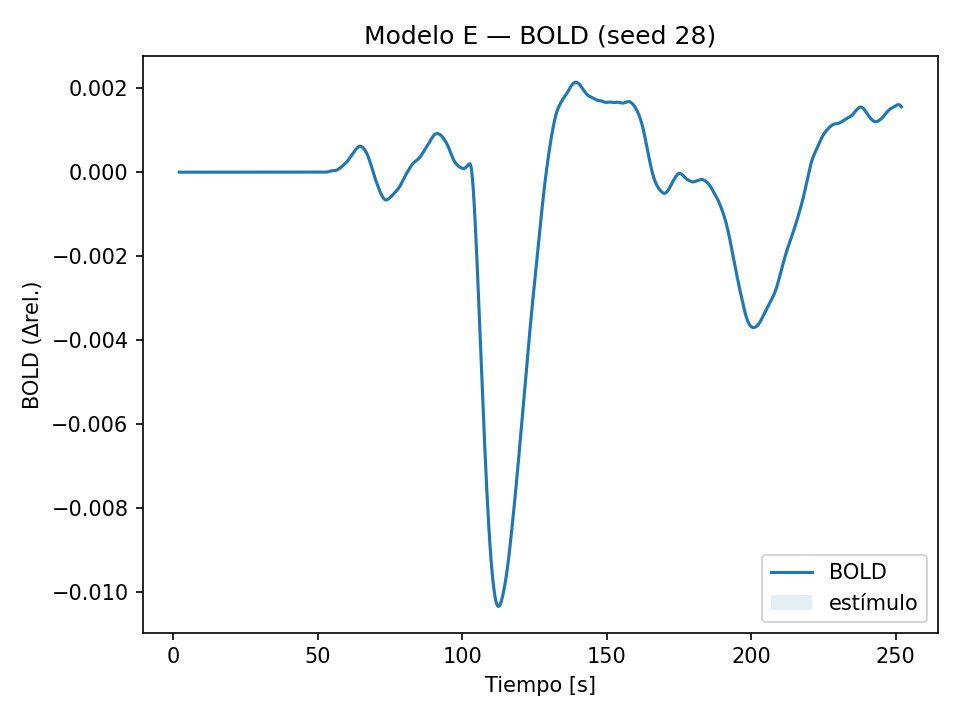 Modelo E — BOLD (seed 28)
0.002
0.000
−0.002
−0.004
−0.006
−0.008
−0.010
BOLD (Δrel.)
BOLD
estímulo
0
50
100
150
200
250
Tiempo [s]